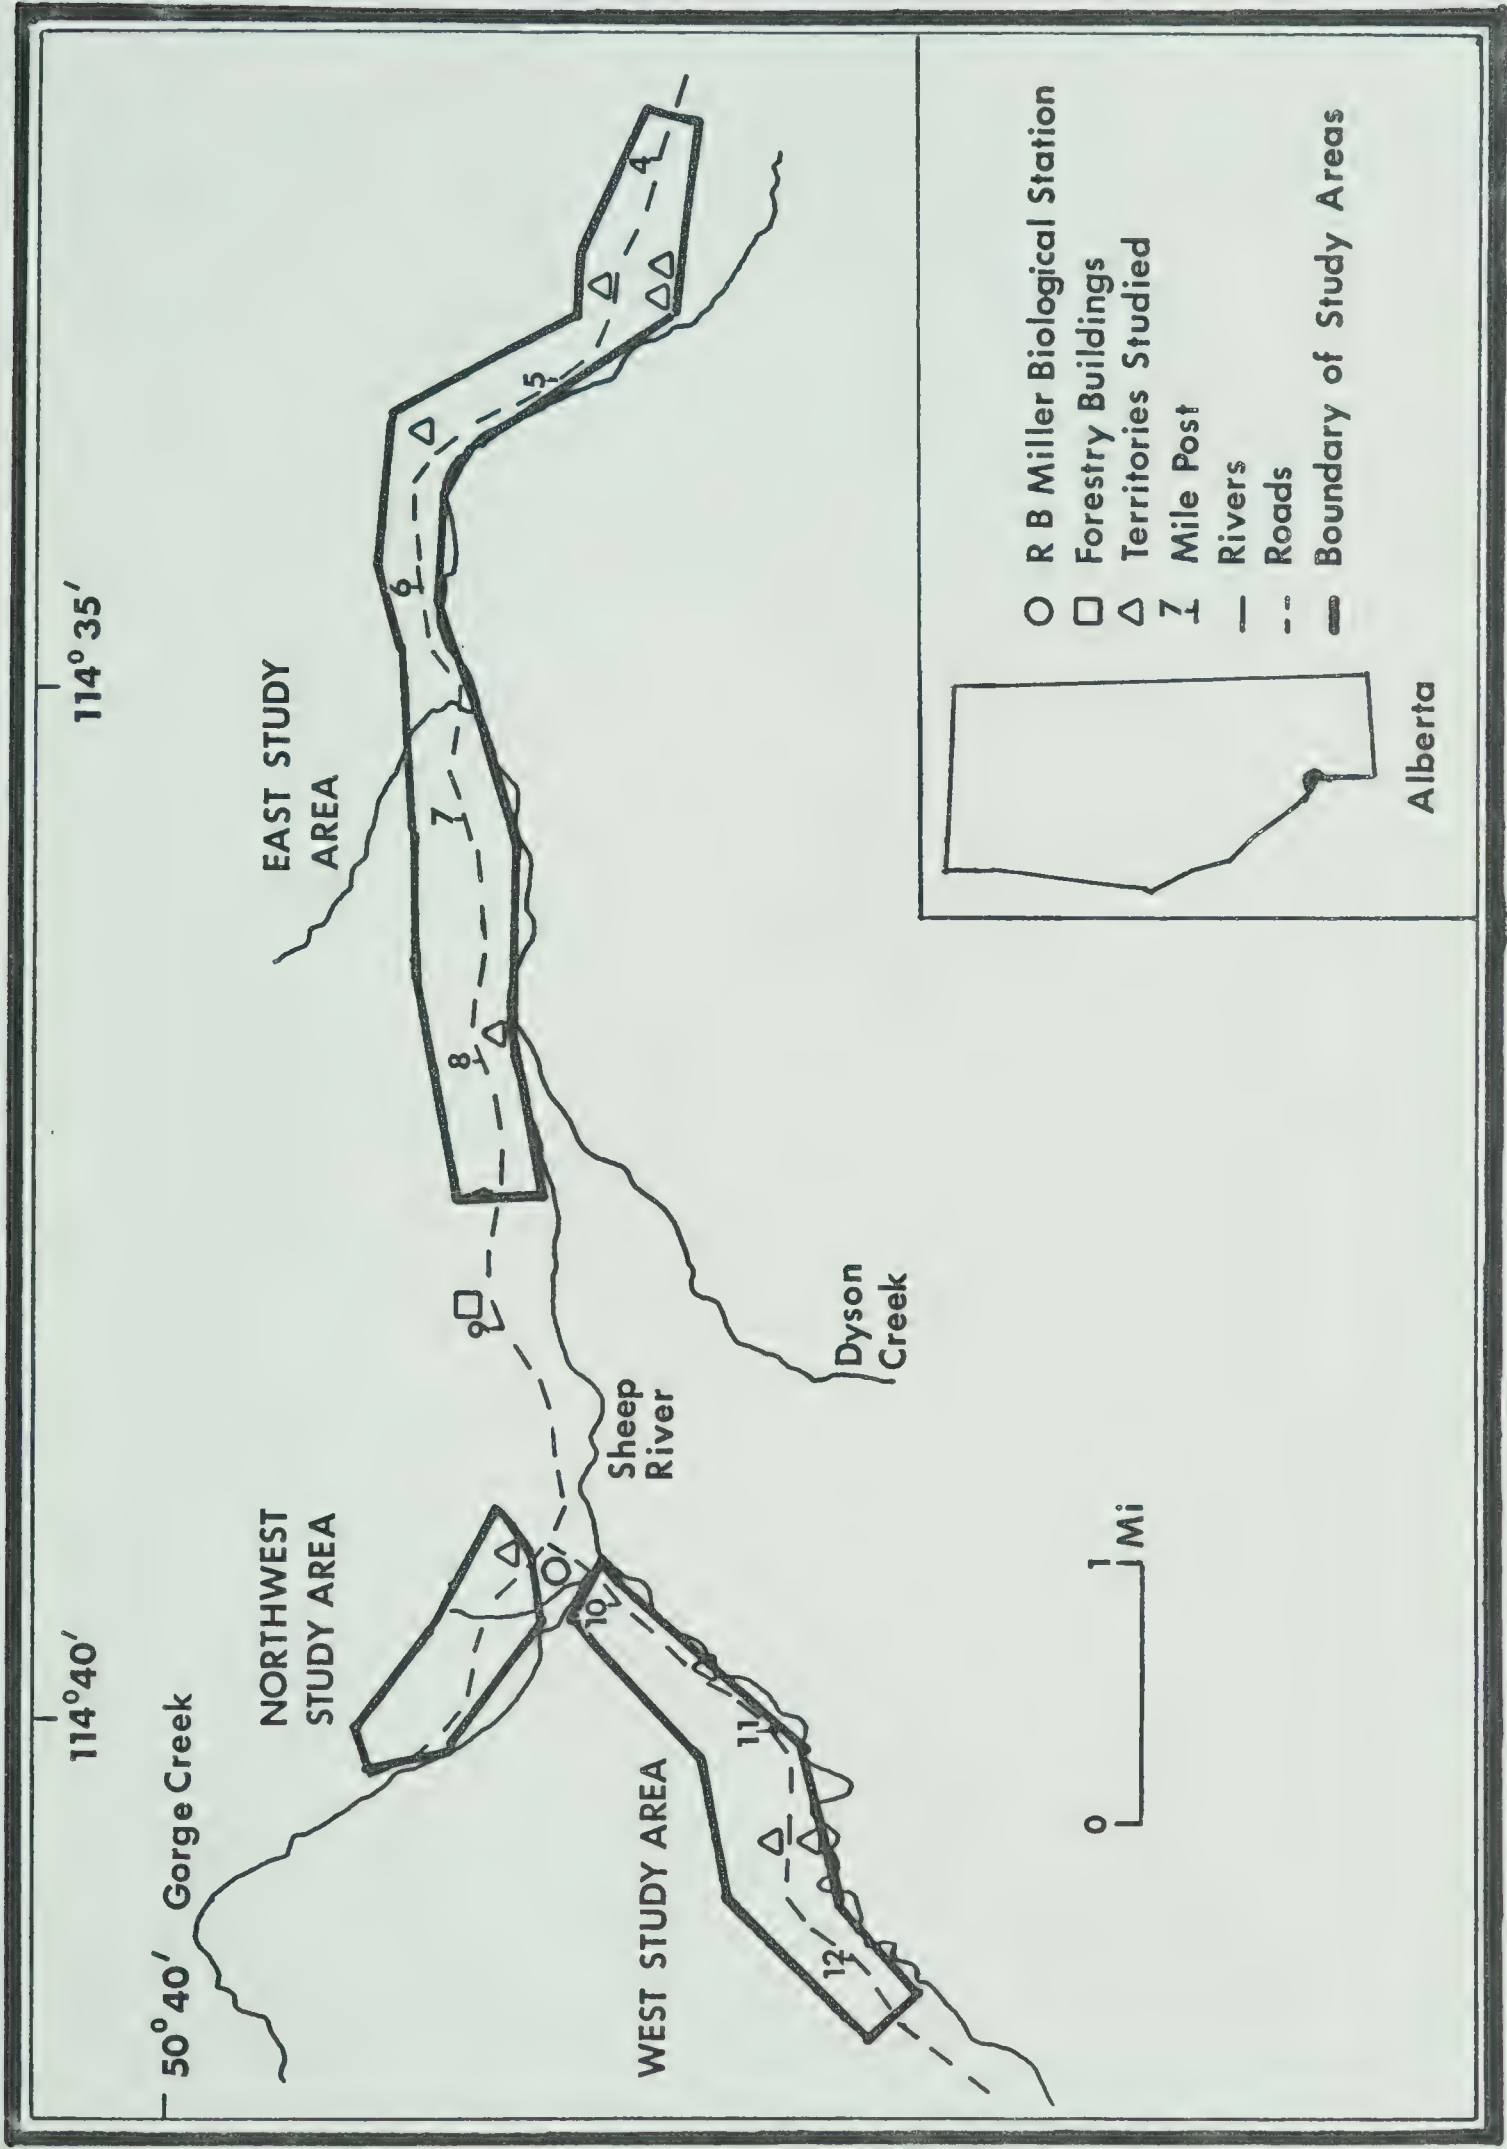 114° 40′
114° 35′
50° 40′
Gorge Creek
NORTHWEST
STUDY AREA
EAST STUDY
AREA
WEST STUDY AREA
4
5
6
7
8
9
10
11
12
Sheep
River
Dyson
Creek
0
1
Mi
Alberta
R B Miller Biological Station
Forestry Buildings
Territories Studied
7 Mile Post
Rivers
Roads
Boundary of Study Areas